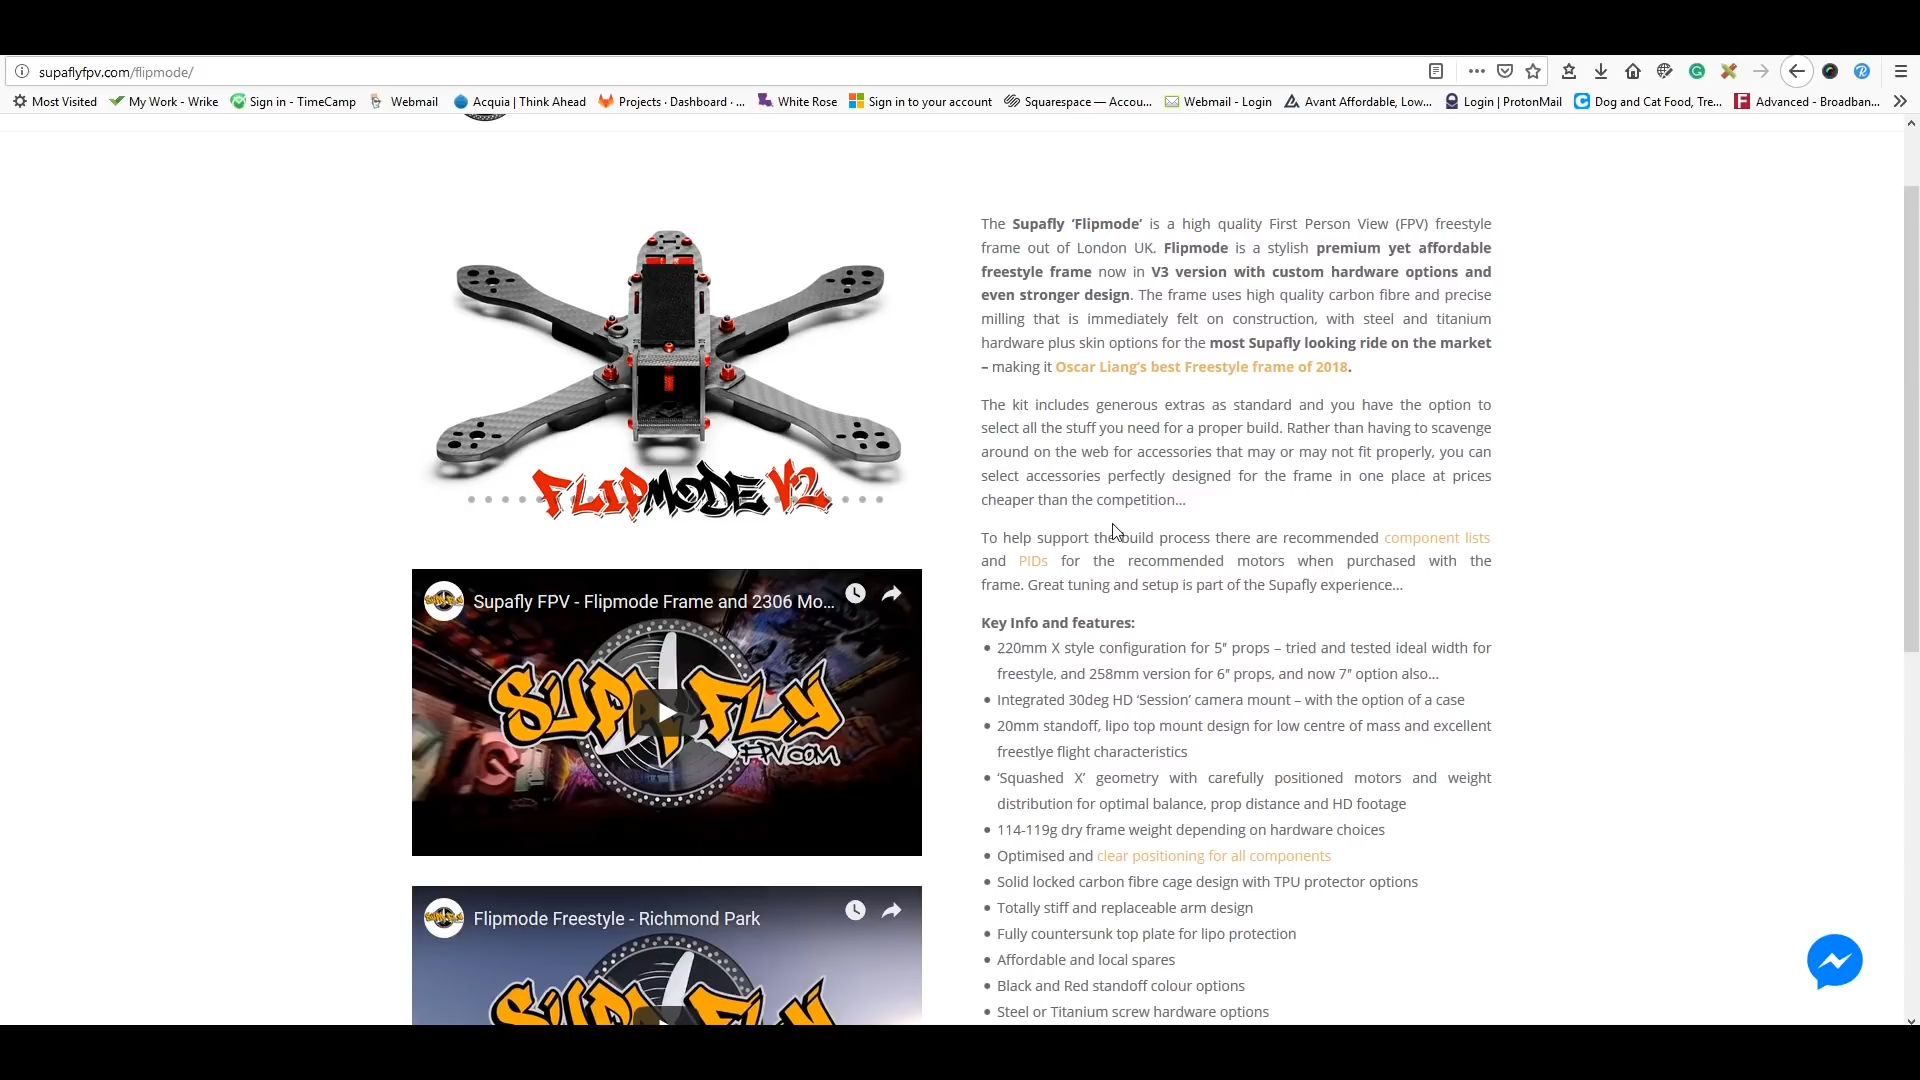 supaflyfpv.com/flipmode/
Most Visited
My Work - Wrike
Sign in - TimeCamp
Webmail
Acquia | Think Ahead
Projects · Dashboard · ...
White Rose
Sign in to your account
Squarespace — Accou...
Webmail - Login
Avant Affordable, Low...
Login | ProtonMail
Dog and Cat Food, Tre...
Advanced - Broadban...
FLIPMODE V2
Supafly FPV - Flipmode Frame and 2306 Mo...
SUPAFLY
FPV.COM
Flipmode Freestyle - Richmond Park
The Supafly ‘Flipmode’ is a high quality First Person View (FPV) freestyle
frame out of London UK. Flipmode is a stylish premium yet affordable
freestyle frame now in V3 version with custom hardware options and
even stronger design. The frame uses high quality carbon fibre and precise
milling that is immediately felt on construction, with steel and titanium
hardware plus skin options for the most Supafly looking ride on the market
– making it Oscar Liang’s best Freestyle frame of 2018.
The kit includes generous extras as standard and you have the option to
select all the stuff you need for a proper build. Rather than having to scavenge
around on the web for accessories that may or may not fit properly, you can
select accessories perfectly designed for the frame in one place at prices
cheaper than the competition…
To help support the build process there are recommended component lists
and PIDs for the recommended motors when purchased with the
frame. Great tuning and setup is part of the Supafly experience…
Key Info and features:
220mm X style configuration for 5″ props – tried and tested ideal width for
freestyle, and 258mm version for 6″ props, and now 7″ option also…
Integrated 30deg HD ‘Session’ camera mount – with the option of a case
20mm standoff, lipo top mount design for low centre of mass and excellent
freestlye flight characteristics
‘Squashed X’ geometry with carefully positioned motors and weight
distribution for optimal balance, prop distance and HD footage
114-119g dry frame weight depending on hardware choices
Optimised and clear positioning for all components
Solid locked carbon fibre cage design with TPU protector options
Totally stiff and replaceable arm design
Fully countersunk top plate for lipo protection
Affordable and local spares
Black and Red standoff colour options
Steel or Titanium screw hardware options